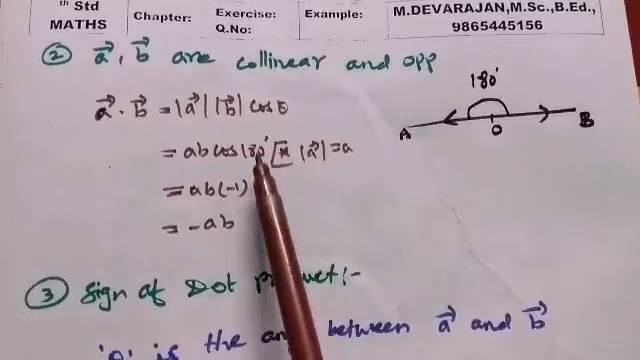 th Std
MATHS
Chapter:
Exercise:
Q.No:
Example:
M.DEVARAJAN,M.Sc.,B.Ed.,
9865445156
② a⃗, b⃗ are collinear and opp
180°
A O B
a⃗ . b⃗ = |a⃗| |b⃗| cos θ
= ab cos 180° [* |a⃗| = a
= ab(-1)
= -ab
③ Sign of Dot :-
'θ' is the between a⃗ and b⃗